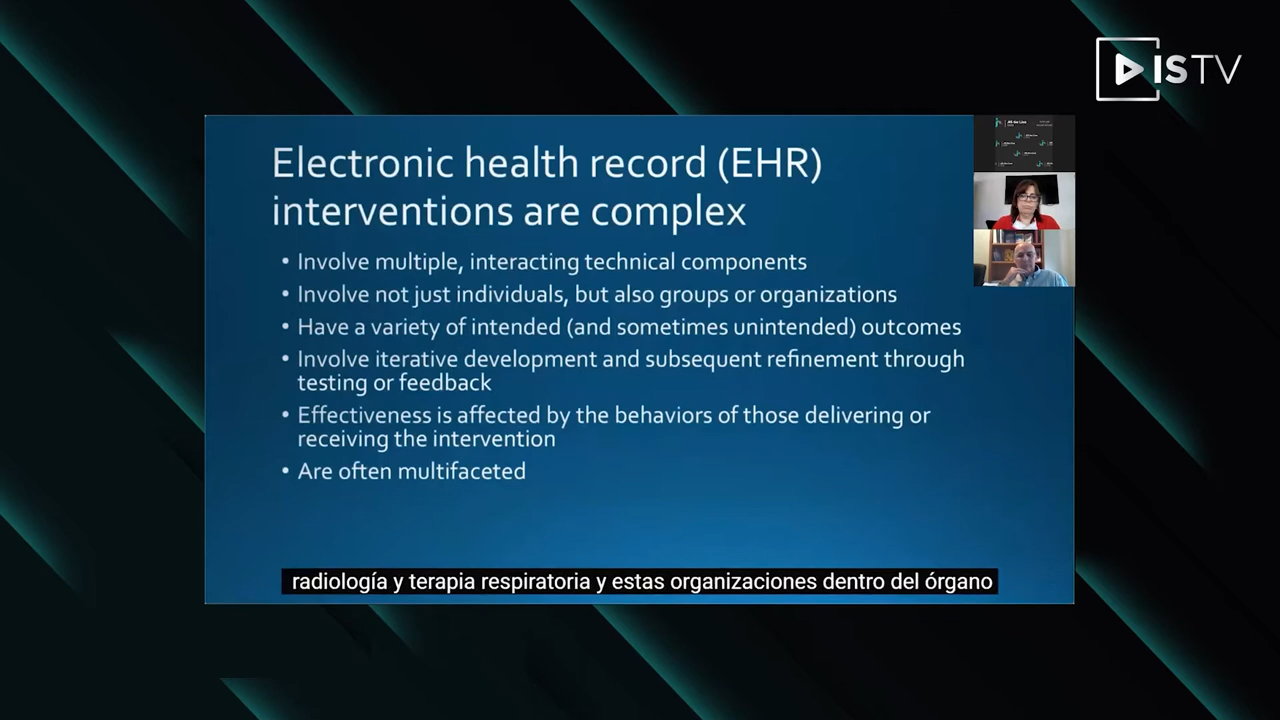 ISTV
Electronic health record (EHR)
interventions are complex
• Involve multiple, interacting technical components
• Involve not just individuals, but also groups or organizations
• Have a variety of intended (and sometimes unintended) outcomes
• Involve iterative development and subsequent refinement through
testing or feedback
• Effectiveness is affected by the behaviors of those delivering or
receiving the intervention
• Are often multifaceted
radiología y terapia respiratoria y estas organizaciones dentro del órgano